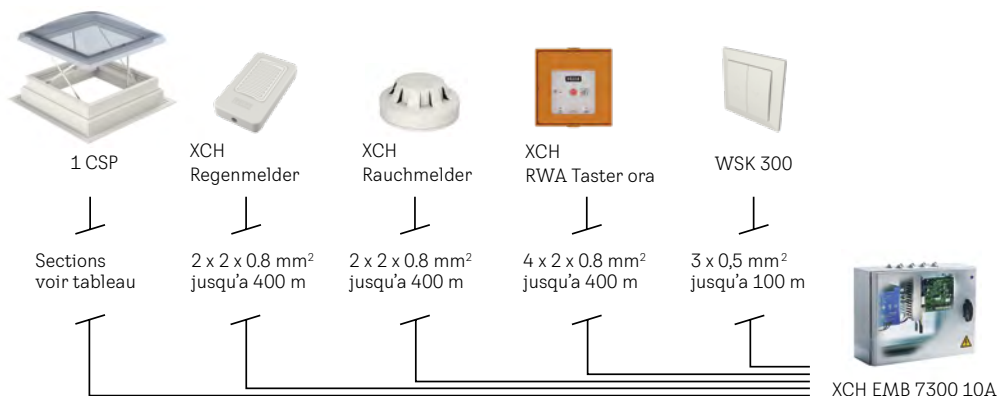 1 CSP
XCH
Regenmelder
XCH
Rauchmelder
XCH
RWA Taster ora
WSK 300
Sections
voir tableau
2 x 2 x 0.8 mm²
jusqu'a 400 m
2 x 2 x 0.8 mm²
jusqu'a 400 m
4 x 2 x 0.8 mm²
jusqu'a 400 m
3 x 0,5 mm²
jusqu'a 100 m
XCH EMB 7300 10A